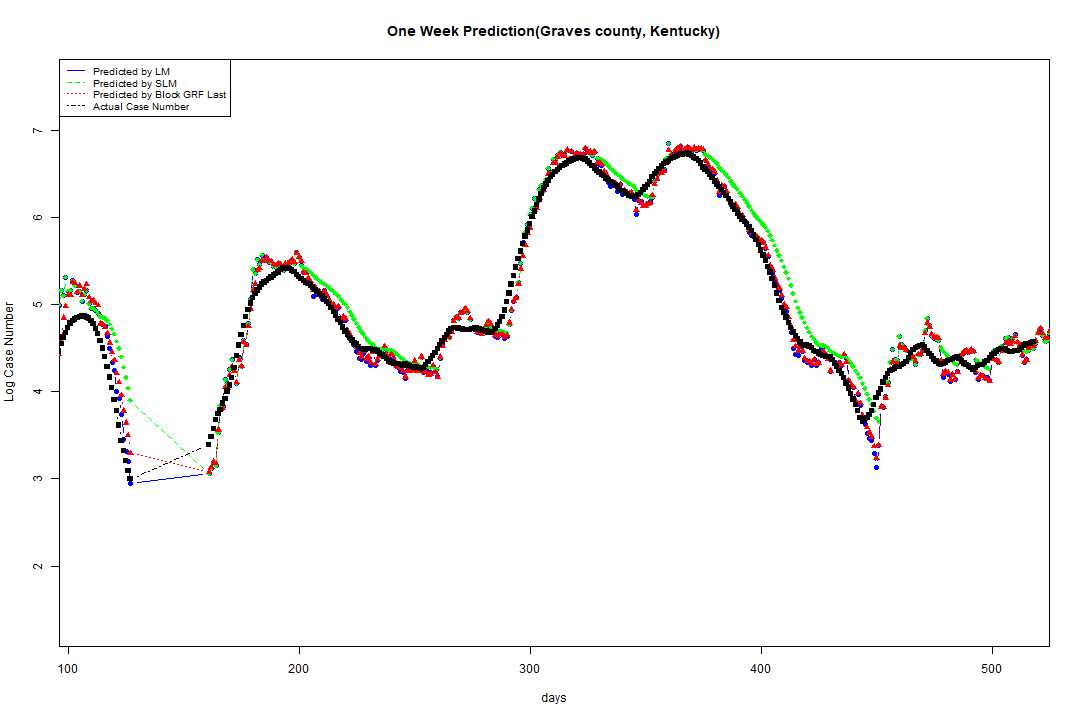 One Week Prediction(Graves county, Kentucky)
Predicted by LM
Predicted by SLM
Predicted by Block GRF Last
Actual Case Number
7
6
5
4
3
2
Log Case Number
100 200 300 400 500
days